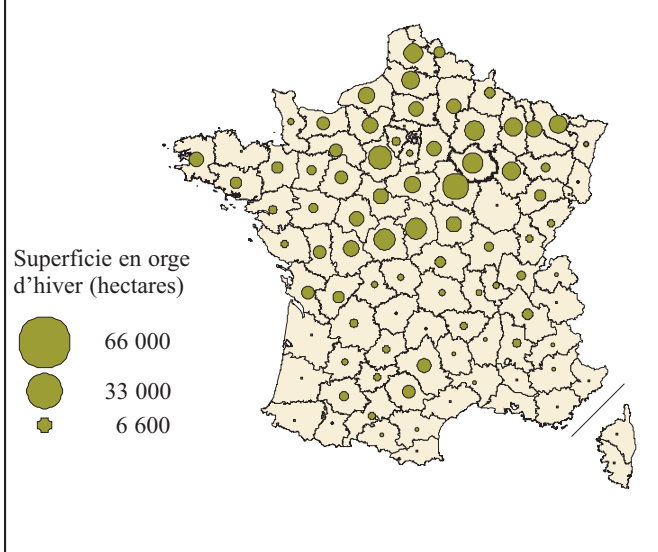 Superficie en orge
d'hiver (hectares)
66 000
33 000
6 600